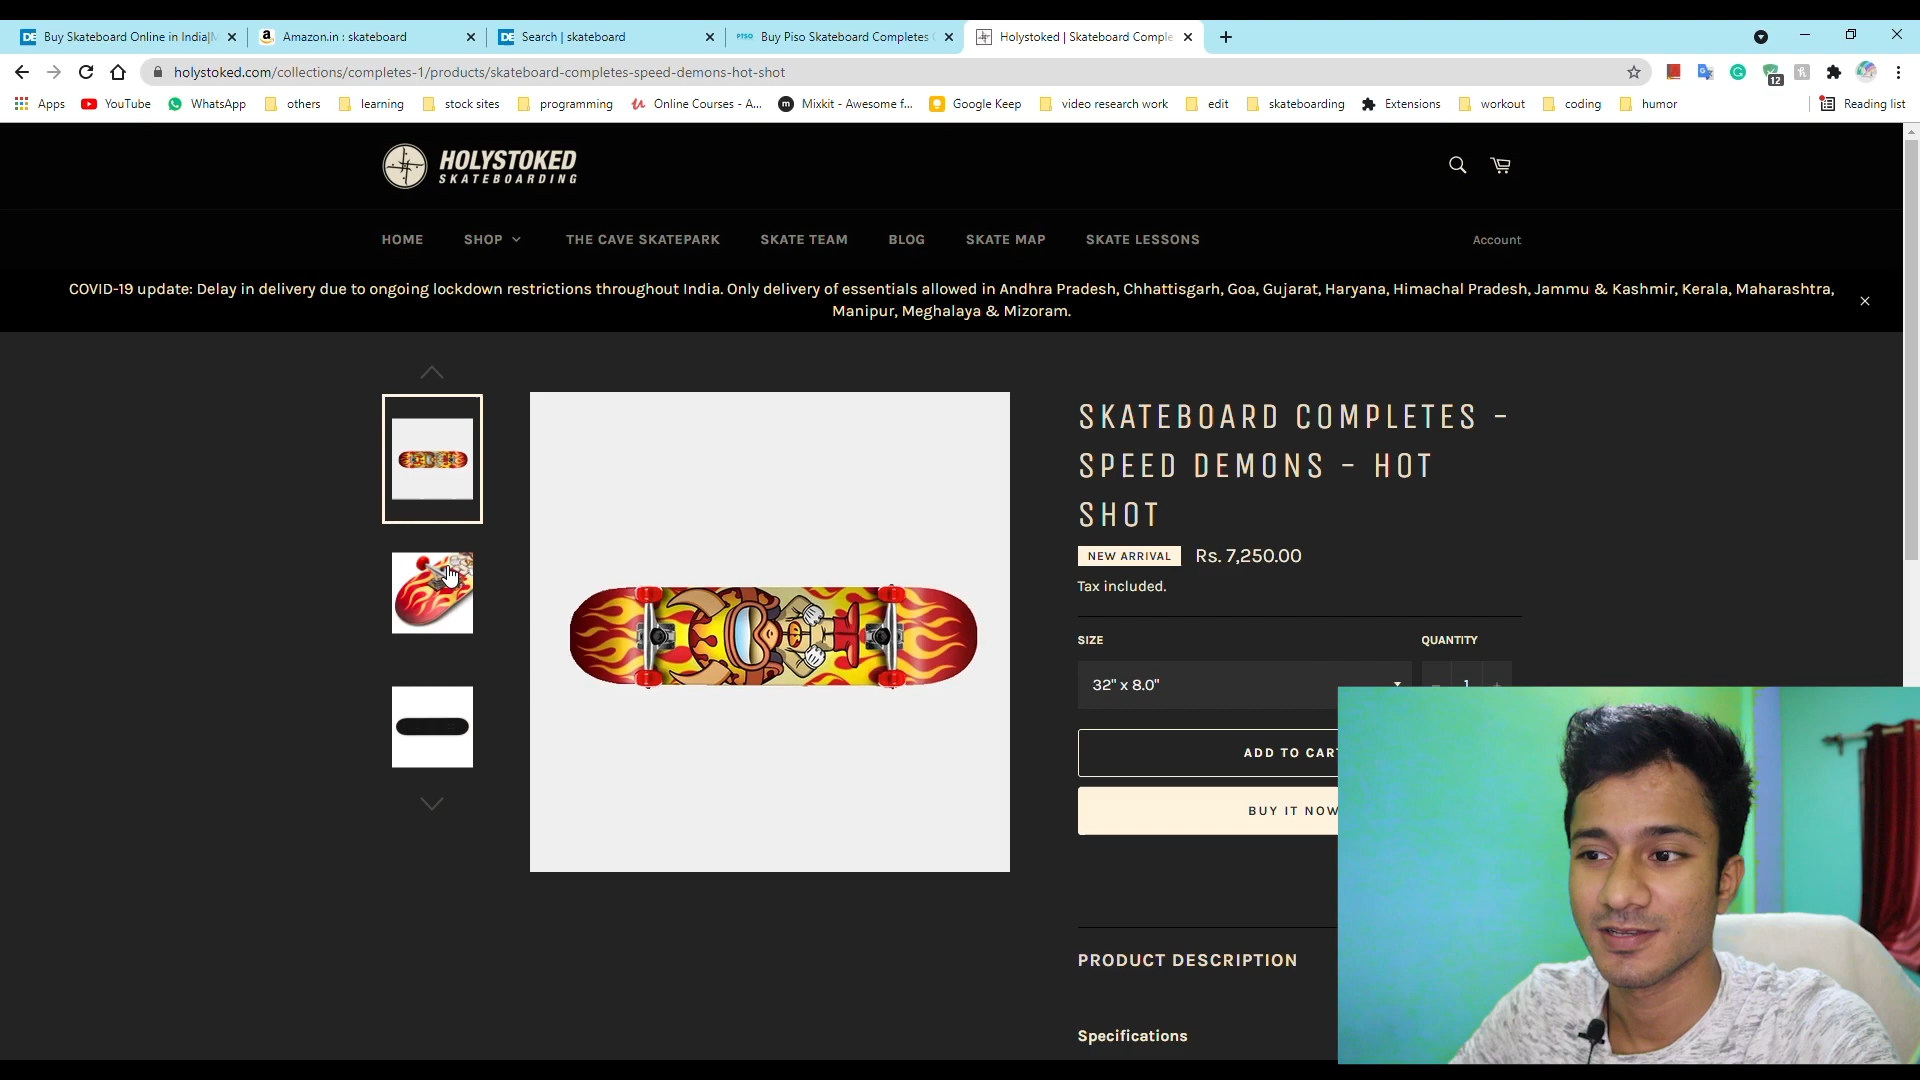 Buy Skateboard Online in India|M
Amazon.in : skateboard
Search | skateboard
PISO
Buy Piso Skateboard Completes
Holystoked | Skateboard Comple
holystoked.com/collections/completes-1/products/skateboard-completes-speed-demons-hot-shot
12
Apps
YouTube
WhatsApp
others
learning
stock sites
programming
Online Courses - A...
Mixkit - Awesome f...
Google Keep
video research work
edit
skateboarding
Extensions
workout
coding
humor
Reading list
HOLYSTOKED
SKATEBOARDING
HOME
SHOP
THE CAVE SKATEPARK
SKATE TEAM
BLOG
SKATE MAP
SKATE LESSONS
Account
COVID-19 update: Delay in delivery due to ongoing lockdown restrictions throughout India. Only delivery of essentials allowed in Andhra Pradesh, Chhattisgarh, Goa, Gujarat, Haryana, Himachal Pradesh, Jammu & Kashmir, Kerala, Maharashtra,
Manipur, Meghalaya & Mizoram.
SKATEBOARD COMPLETES -
SPEED DEMONS - HOT
SHOT
NEW ARRIVAL
Rs. 7,250.00
Tax included.
SIZE
QUANTITY
32" x 8.0"
1
ADD TO CART
BUY IT NOW
PRODUCT DESCRIPTION
Specifications